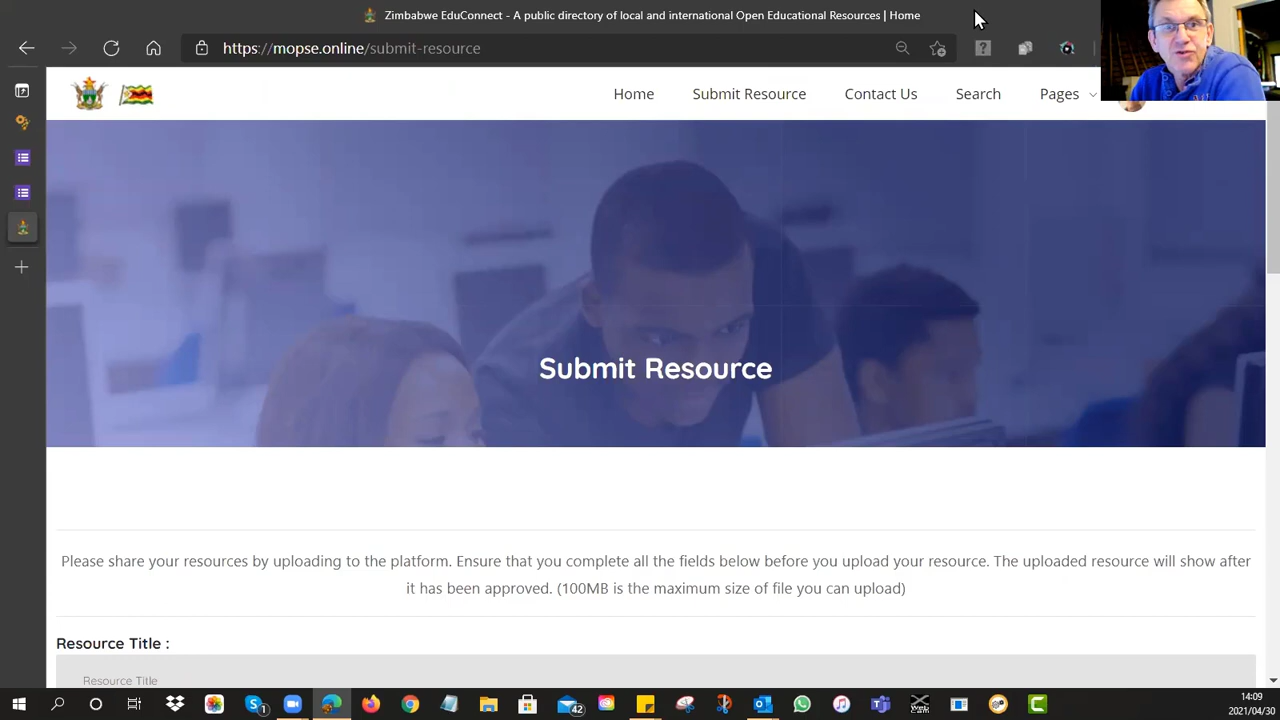 Zimbabwe EduConnect - A public directory of local and international Open Educational Resources | Home
https://mopse.online/submit-resource
Home Submit Resource Contact Us Search Pages
Submit Resource
Please share your resources by uploading to the platform. Ensure that you complete all the fields below before you upload your resource. The uploaded resource will show after
it has been approved. (100MB is the maximum size of file you can upload)
Resource Title :
Resource Title
1
42
14:09
2021/04/30